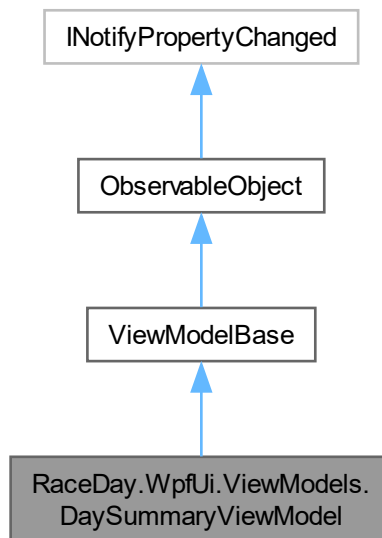 INotifyPropertyChanged
ObservableObject
ViewModelBase
RaceDay.WpfUi.ViewModels.
DaySummaryViewModel